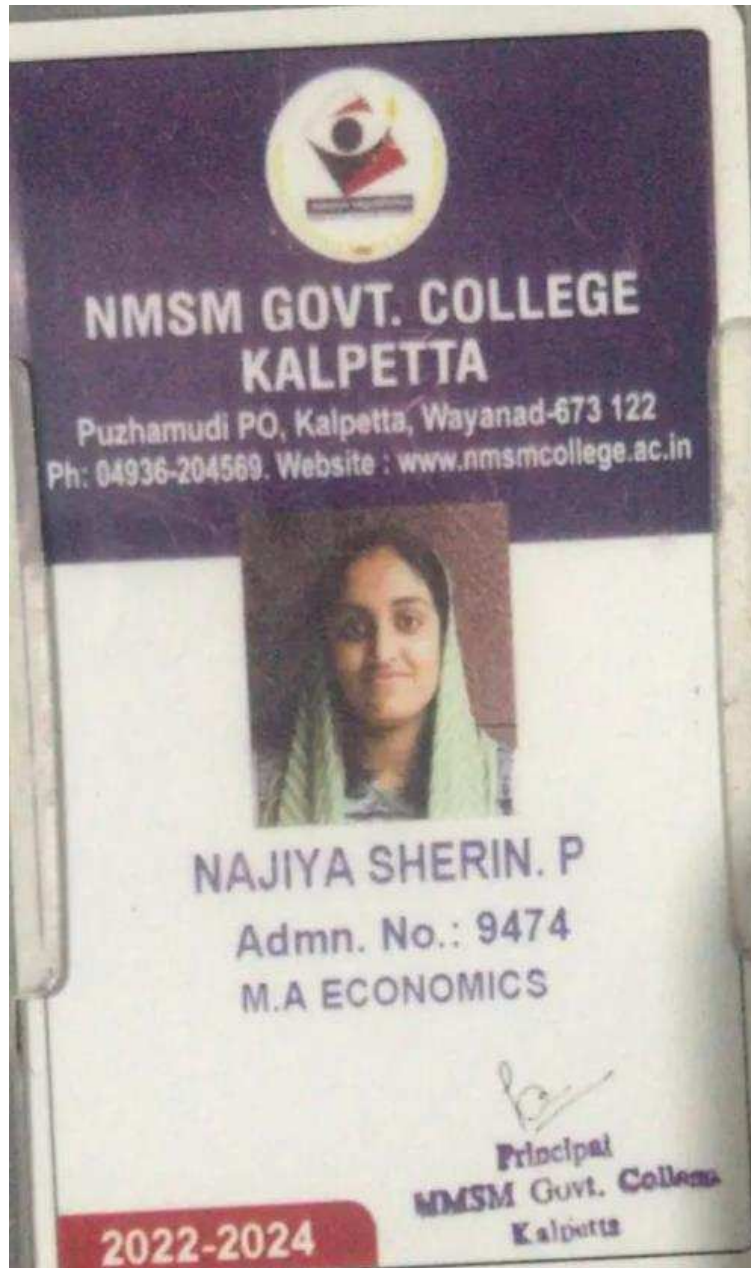 NMSM GOVT. COLLEGE
KALPETTA
Puzhamudi PO, Kalpetta, Wayanad-673 122
Ph: 04936-204569. Website : www.nmsmcollege.ac.in
NAJIYA SHERIN. P
Admn. No.: 9474
M.A ECONOMICS
Principal
NMSM Govt. College
Kalpetta
2022-2024